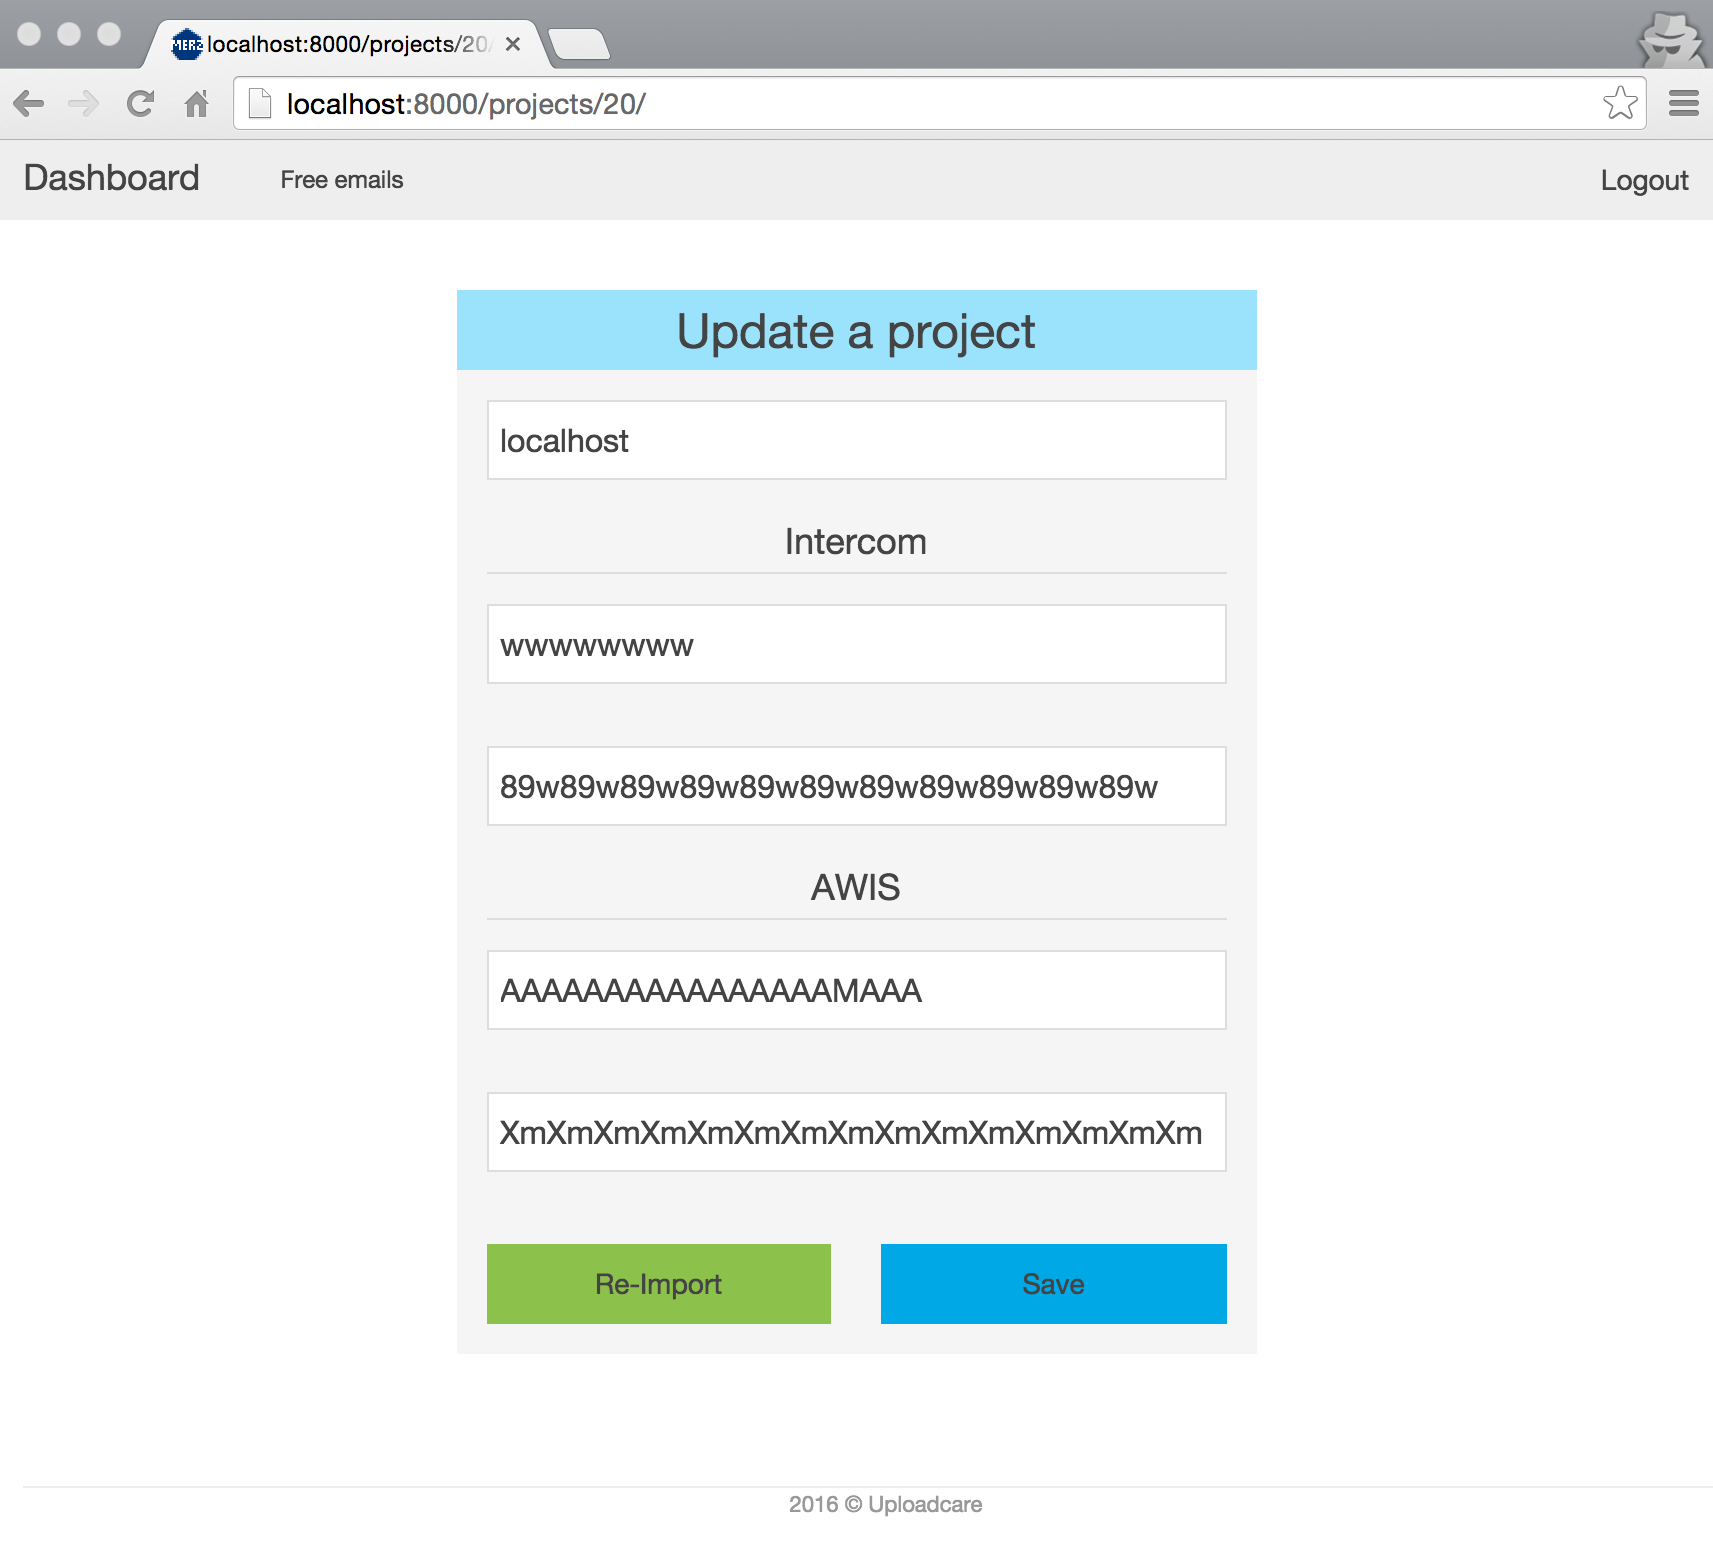 MERZ localhost:8000/projects/20/
localhost:8000/projects/20/
Dashboard Free emails Logout
Update a project
localhost
Intercom
wwwwwwww
89w89w89w89w89w89w89w89w89w89w89w
AWIS
AAAAAAAAAAAAAAAAMAAA
XmXmXmXmXmXmXmXmXmXmXmXmXmXmXm
Re-Import Save
2016 © Uploadcare